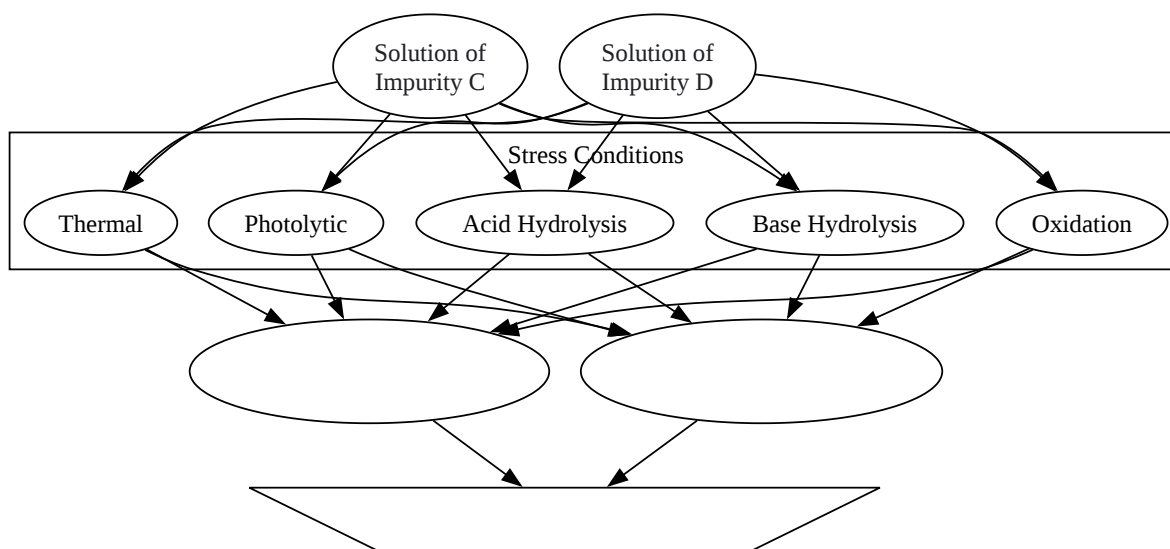 Solution of
Impurity C
Solution of
Impurity D
Stress Conditions
Thermal
Photolytic
Acid Hydrolysis
Base Hydrolysis
Oxidation